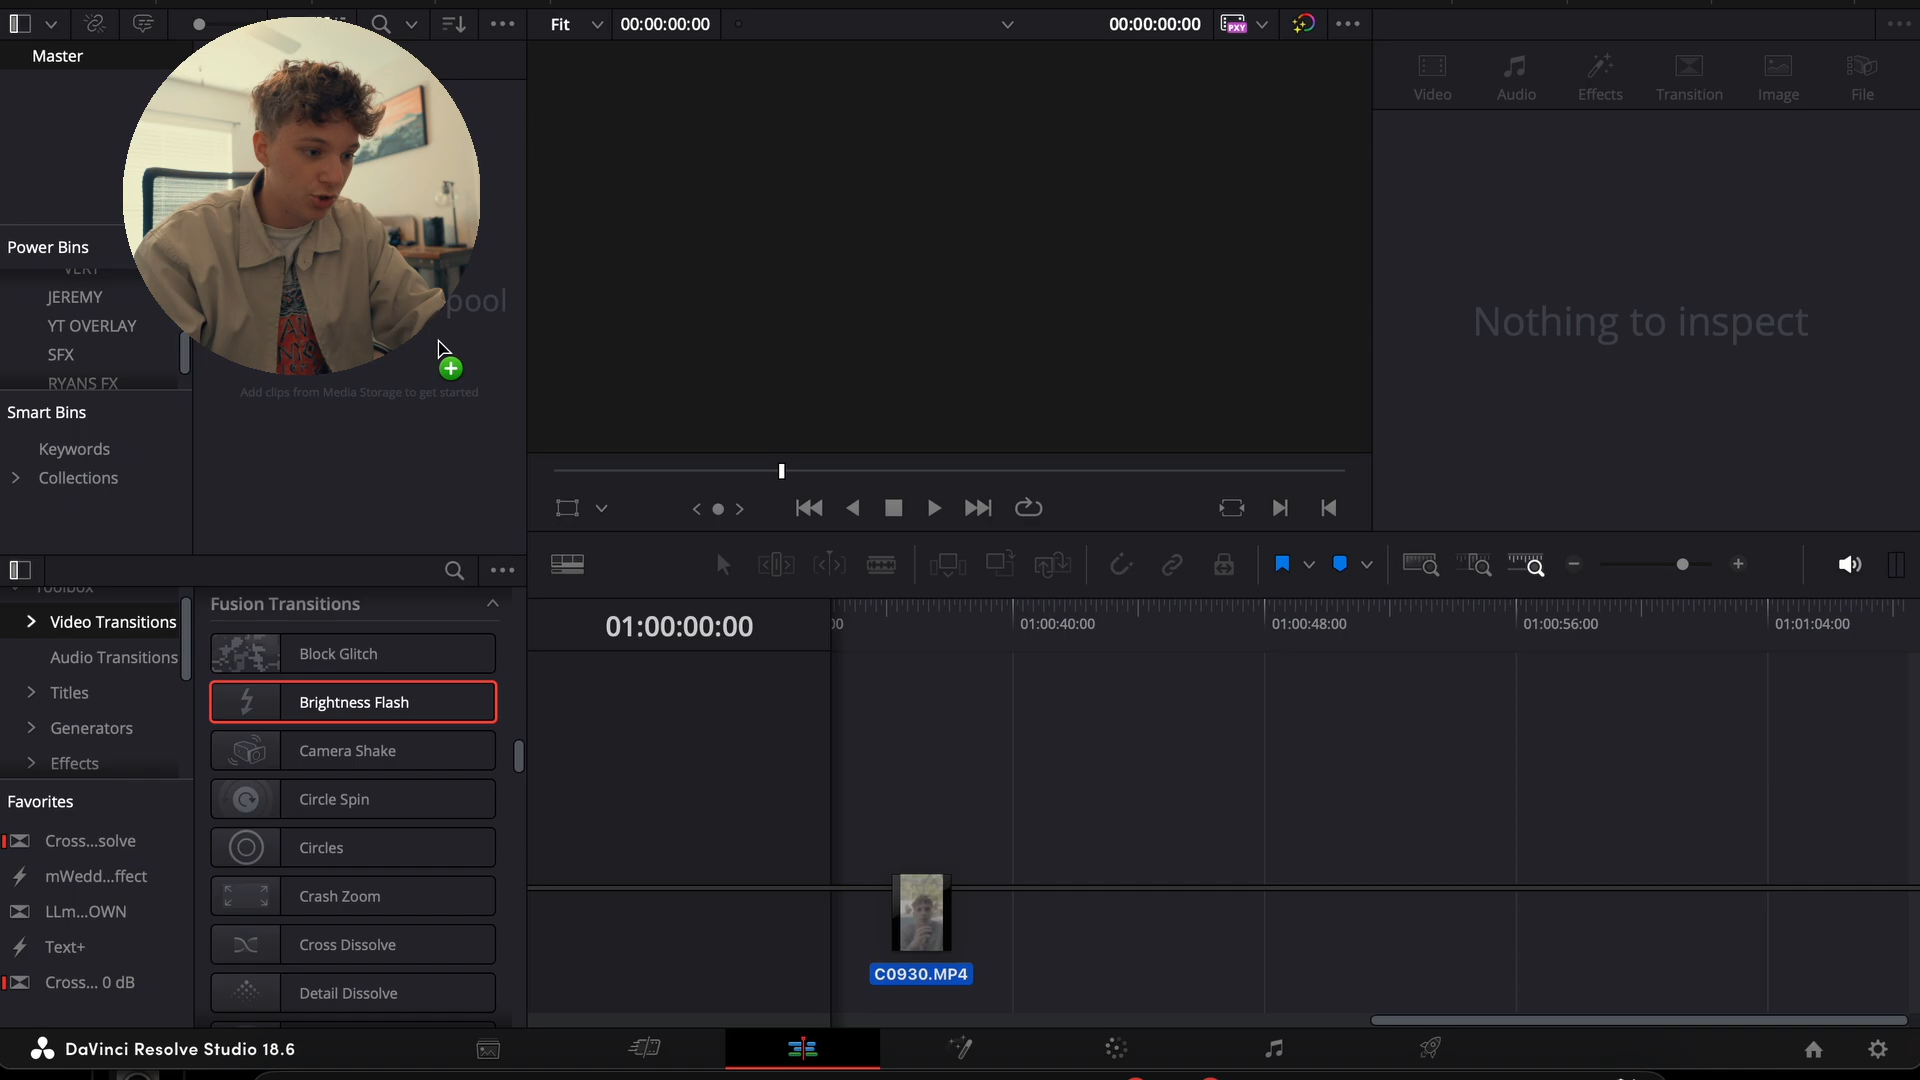 Fit
00:00:00:00
00:00:00:00
PXY
Master
Video
Audio
Effects
Transition
Image
File
Power Bins
VERT
JEREMY
YT OVERLAY
SFX
RYANS FX
pool
Add clips from Media Storage to get started
Nothing to inspect
Smart Bins
Keywords
Collections
Toolbox
Video Transitions
Audio Transitions
Titles
Generators
Effects
Fusion Transitions
Block Glitch
Brightness Flash
Camera Shake
Circle Spin
Circles
Crash Zoom
Cross Dissolve
Detail Dissolve
01:00:00:00
00
01:00:40:00
01:00:48:00
01:00:56:00
01:01:04:00
Favorites
Cross...solve
mWedd...ffect
LLm...OWN
Text+
Cross... 0 dB
C0930.MP4
DaVinci Resolve Studio 18.6